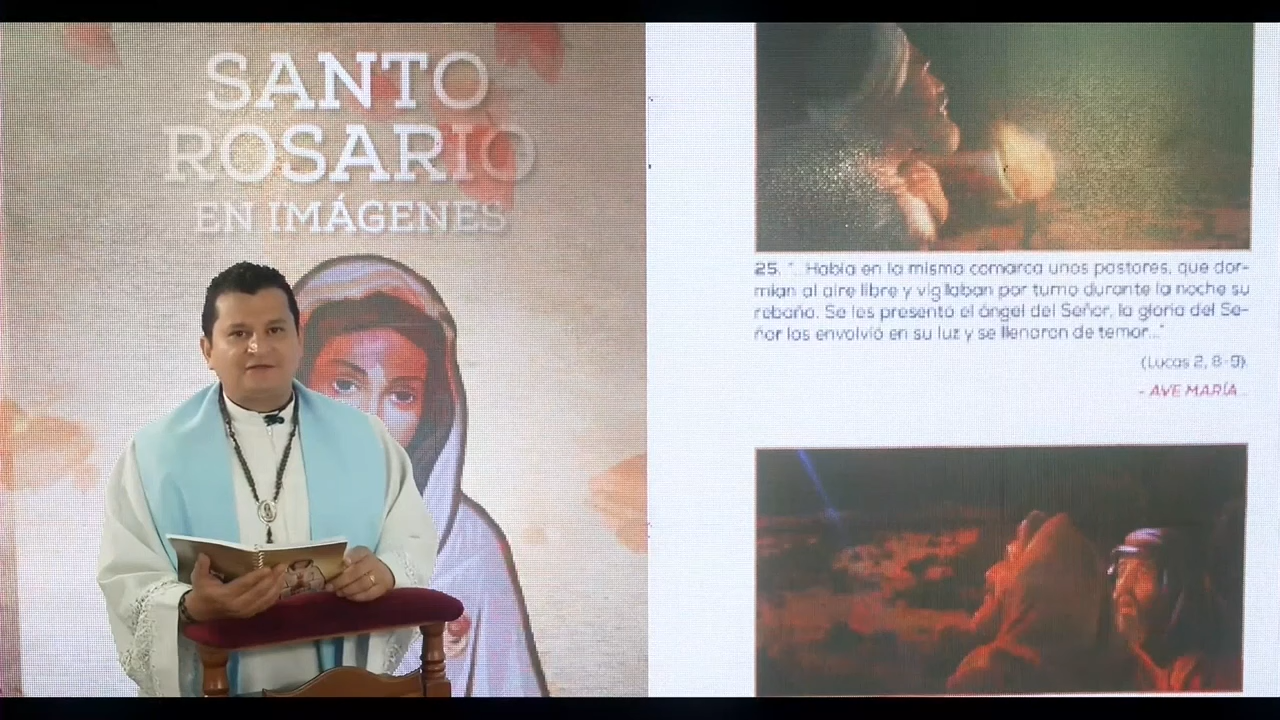 SANTO
ROSARIO
EN IMÁGENES
25. " Había en la misma comarca unos pastores, que dor-
mían al aire libre y vigilaban por turno durante la noche su
rebaño. Se les presentó el ángel del Señor, la gloria del Se-
ñor los envolvió en su luz y se llenaron de temor..."
(Lucas 2, 8-9).
- AVE MARÍA